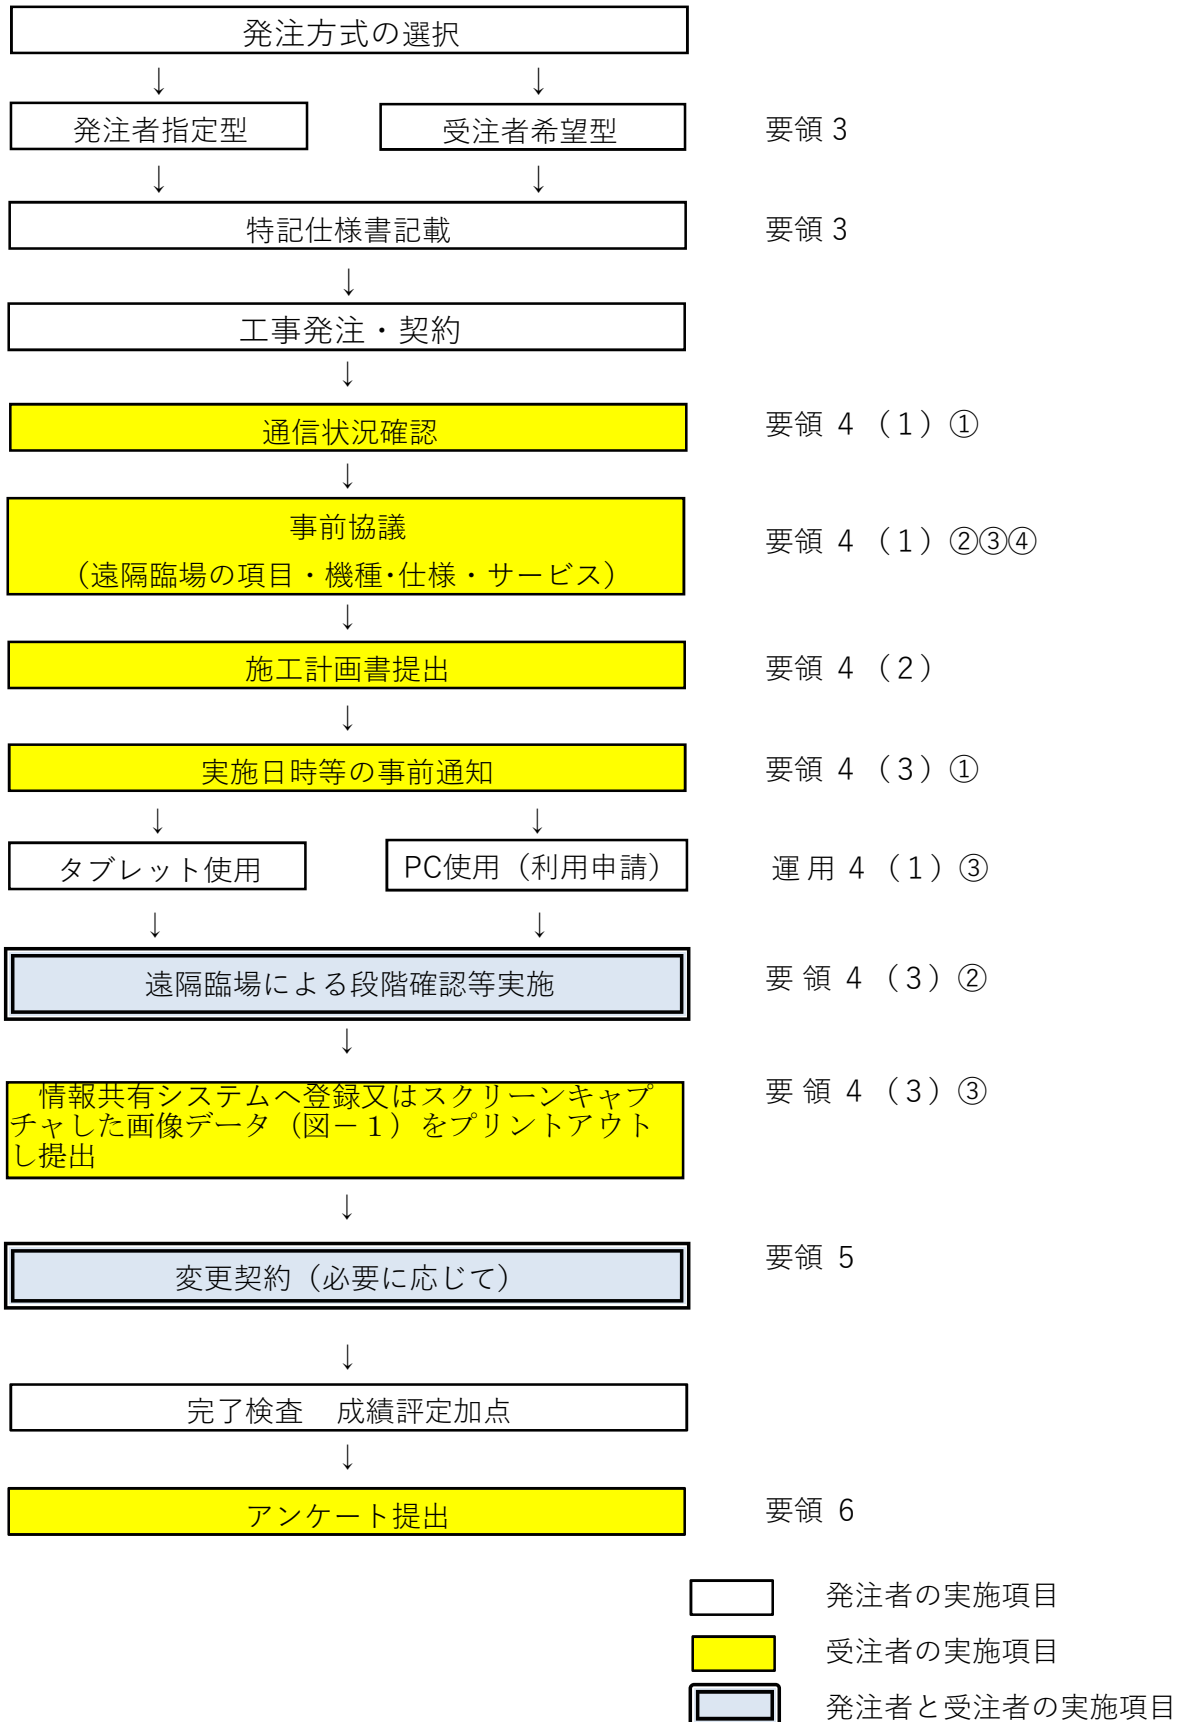 発注方式の選択
↓ ↓
発注者指定型 受注者希望型 要領 3
↓ ↓
特記仕様書記載 要領 3
↓
工事発注・契約
↓
通信状況確認 要領 4 （1）①
↓
事前協議
（遠隔臨場の項目・機種・仕様・サービス） 要領 4 （1）②③④
↓
施工計画書提出 要領 4 （2）
↓
実施日時等の事前通知 要領 4 （3）①
↓ ↓
タブレット使用 PC使用（利用申請） 運用 4 （1）③
↓ ↓
遠隔臨場による段階確認等実施 要領 4 （3）②
↓
情報共有システムへ登録又はスクリーンキャプ 要領 4 （3）③
チャした画像データ（図－１）をプリントアウト
し提出
↓
変更契約（必要に応じて） 要領 5
↓
完了検査　成績評定加点
↓
アンケート提出 要領 6
発注者の実施項目
受注者の実施項目
発注者と受注者の実施項目